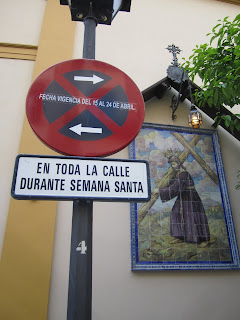 FECHA VIGENCIA DEL 15 AL 24 DE ABRIL.
EN TODA LA CALLE
DURANTE SEMANA SANTA
4